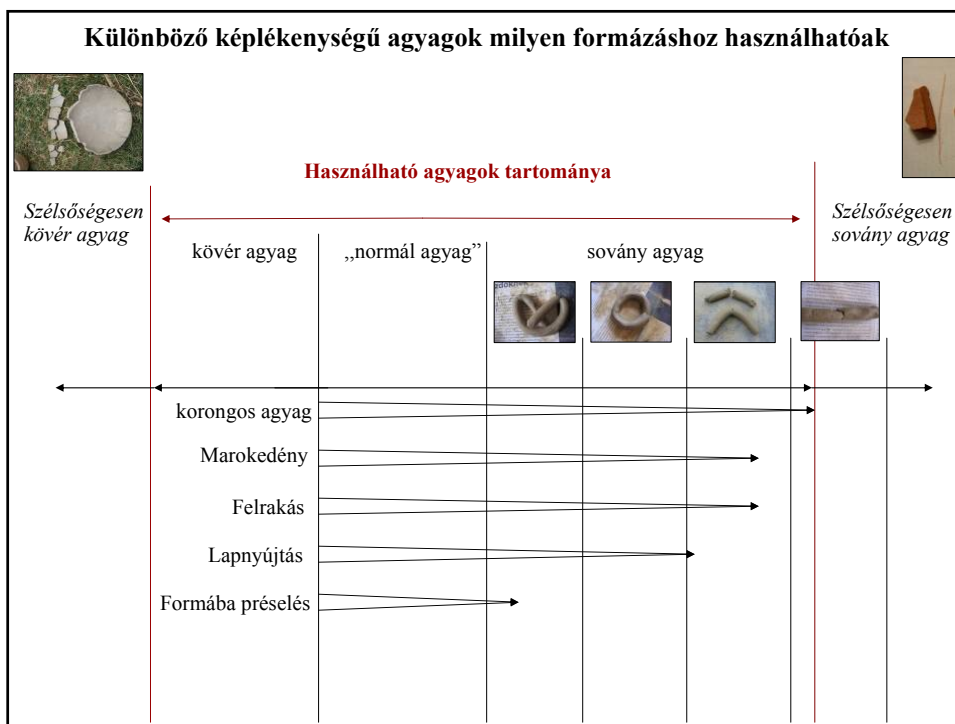 Különböző képlékenységű agyagok milyen formázáshoz használhatóak
Használható agyagok tartománya
Szélsőségesen
kövér agyag
Szélsőségesen
sovány agyag
kövér agyag
,,normál agyag”
sovány agyag
korongos agyag
Marokedény
Felrakás
Lapnyújtás
Formába préselés